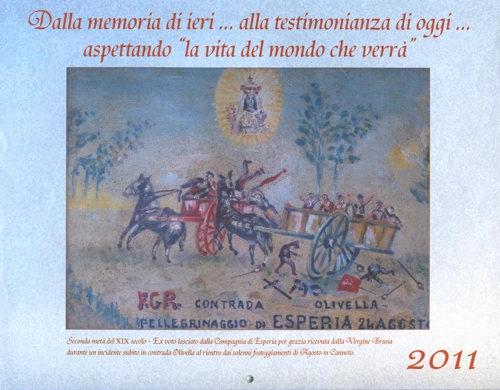 Dalla memoria di ieri ... alla testimonianza di oggi ...
aspettando "la vita del mondo che verrà"
P.G.R. CONTRADA OLIVELLA
PELLEGRINAGGIO DI ESPERIA 24 AGOST
Seconda metà del XIX secolo - Ex voto lasciato dalla Compagnia di Esperia per grazia ricevuta dalla Vergine Bruna
durante un incidente subito in contrada Olivella al rientro dai solenni festeggiamenti di Agosto in Canneto.
2011